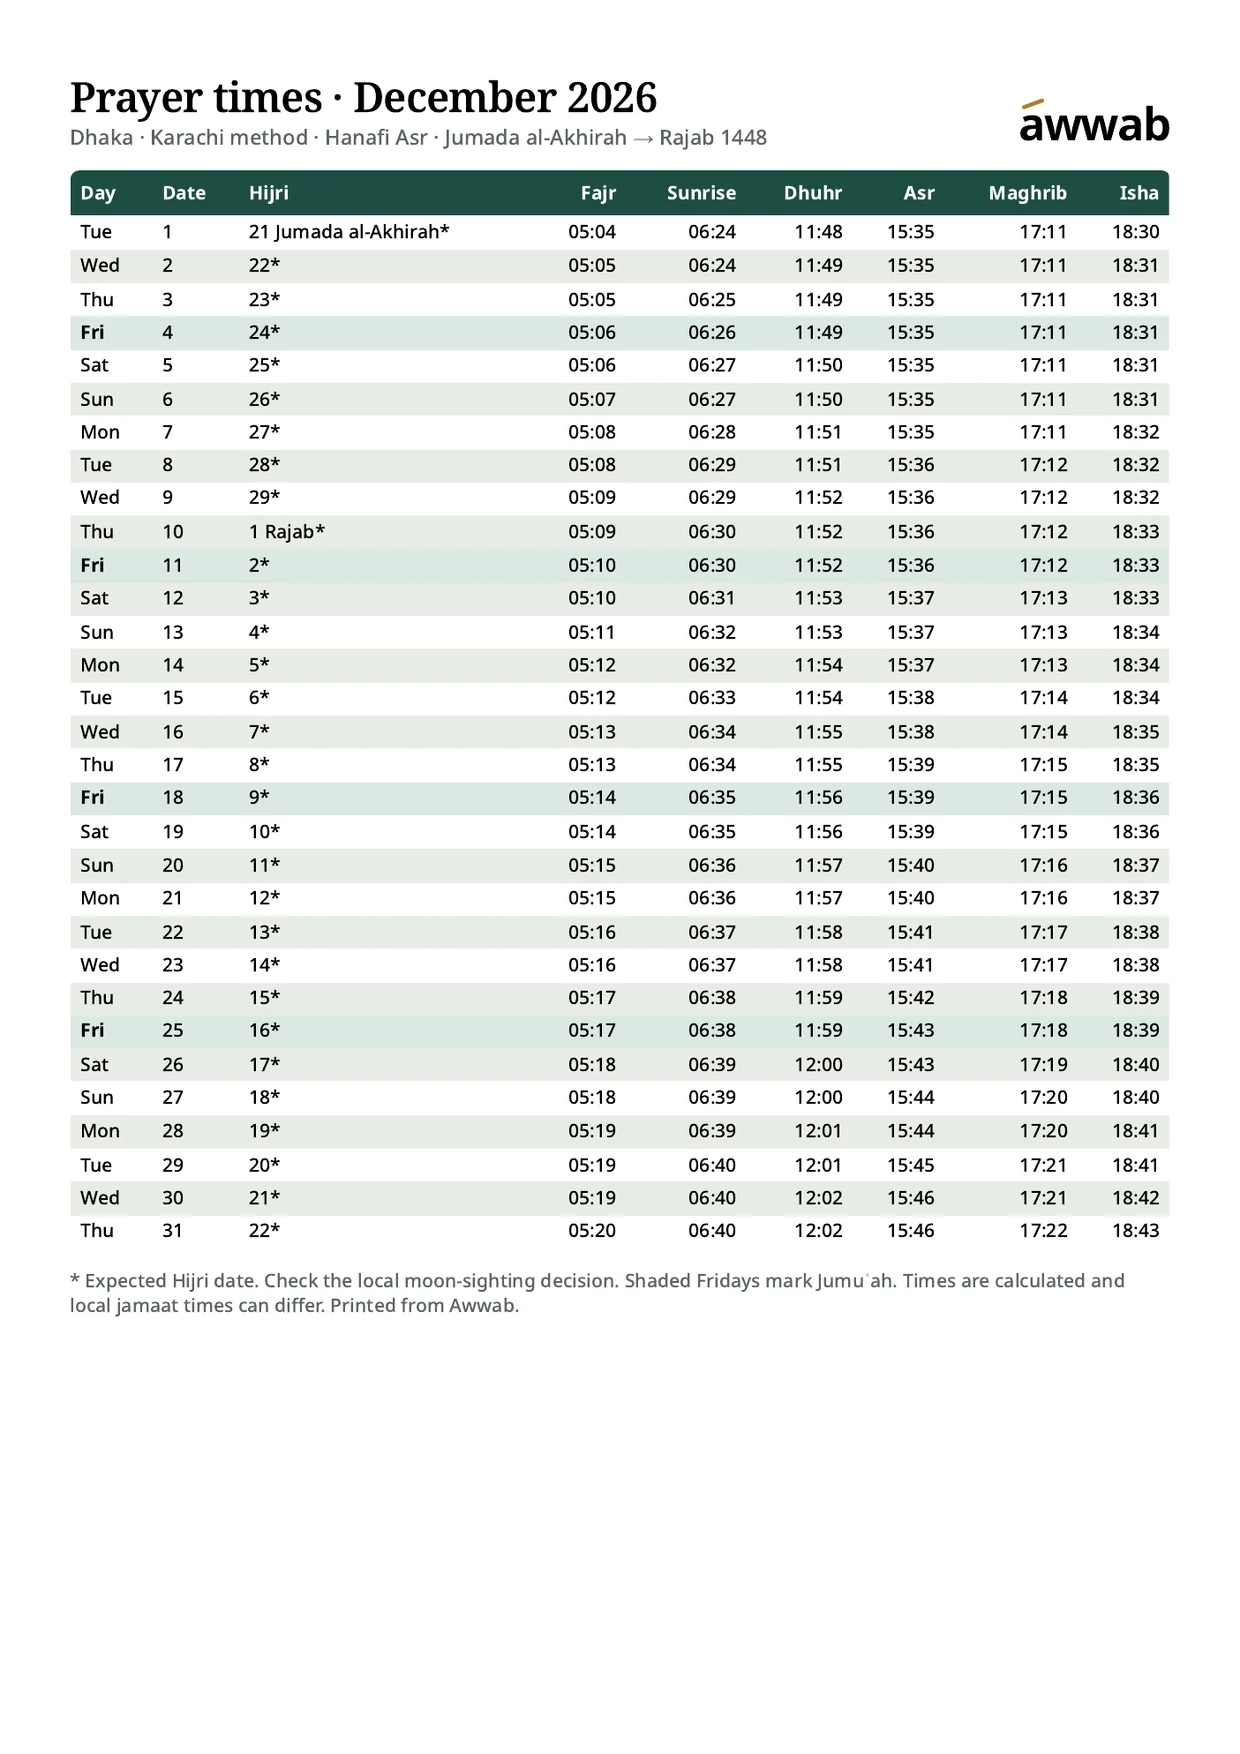 Prayer times · December 2026
Dhaka · Karachi method · Hanafi Asr · Jumada al-Akhirah → Rajab 1448
awwab
Day Date Hijri Fajr Sunrise Dhuhr Asr Maghrib Isha
Tue 1 21 Jumada al-Akhirah* 05:04 06:24 11:48 15:35 17:11 18:30
Wed 2 22* 05:05 06:24 11:49 15:35 17:11 18:31
Thu 3 23* 05:05 06:25 11:49 15:35 17:11 18:31
Fri 4 24* 05:06 06:26 11:49 15:35 17:11 18:31
Sat 5 25* 05:06 06:27 11:50 15:35 17:11 18:31
Sun 6 26* 05:07 06:27 11:50 15:35 17:11 18:31
Mon 7 27* 05:08 06:28 11:51 15:35 17:11 18:32
Tue 8 28* 05:08 06:29 11:51 15:36 17:12 18:32
Wed 9 29* 05:09 06:29 11:52 15:36 17:12 18:32
Thu 10 1 Rajab* 05:09 06:30 11:52 15:36 17:12 18:33
Fri 11 2* 05:10 06:30 11:52 15:36 17:12 18:33
Sat 12 3* 05:10 06:31 11:53 15:37 17:13 18:33
Sun 13 4* 05:11 06:32 11:53 15:37 17:13 18:34
Mon 14 5* 05:12 06:32 11:54 15:37 17:13 18:34
Tue 15 6* 05:12 06:33 11:54 15:38 17:14 18:34
Wed 16 7* 05:13 06:34 11:55 15:38 17:14 18:35
Thu 17 8* 05:13 06:34 11:55 15:39 17:15 18:35
Fri 18 9* 05:14 06:35 11:56 15:39 17:15 18:36
Sat 19 10* 05:14 06:35 11:56 15:39 17:15 18:36
Sun 20 11* 05:15 06:36 11:57 15:40 17:16 18:37
Mon 21 12* 05:15 06:36 11:57 15:40 17:16 18:37
Tue 22 13* 05:16 06:37 11:58 15:41 17:17 18:38
Wed 23 14* 05:16 06:37 11:58 15:41 17:17 18:38
Thu 24 15* 05:17 06:38 11:59 15:42 17:18 18:39
Fri 25 16* 05:17 06:38 11:59 15:43 17:18 18:39
Sat 26 17* 05:18 06:39 12:00 15:43 17:19 18:40
Sun 27 18* 05:18 06:39 12:00 15:44 17:20 18:40
Mon 28 19* 05:19 06:39 12:01 15:44 17:20 18:41
Tue 29 20* 05:19 06:40 12:01 15:45 17:21 18:41
Wed 30 21* 05:19 06:40 12:02 15:46 17:21 18:42
Thu 31 22* 05:20 06:40 12:02 15:46 17:22 18:43
* Expected Hijri date. Check the local moon-sighting decision. Shaded Fridays mark Jumuʿah. Times are calculated and
local jamaat times can differ. Printed from Awwab.